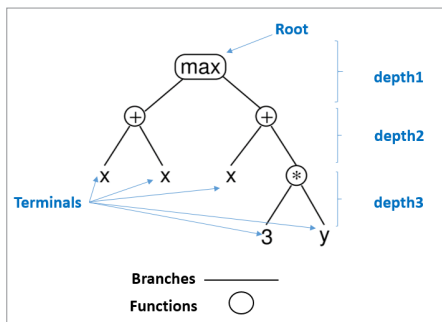 Root
max
depth1
+ +
depth2
x x x *
Terminals
depth3
3 y
Branches
Functions